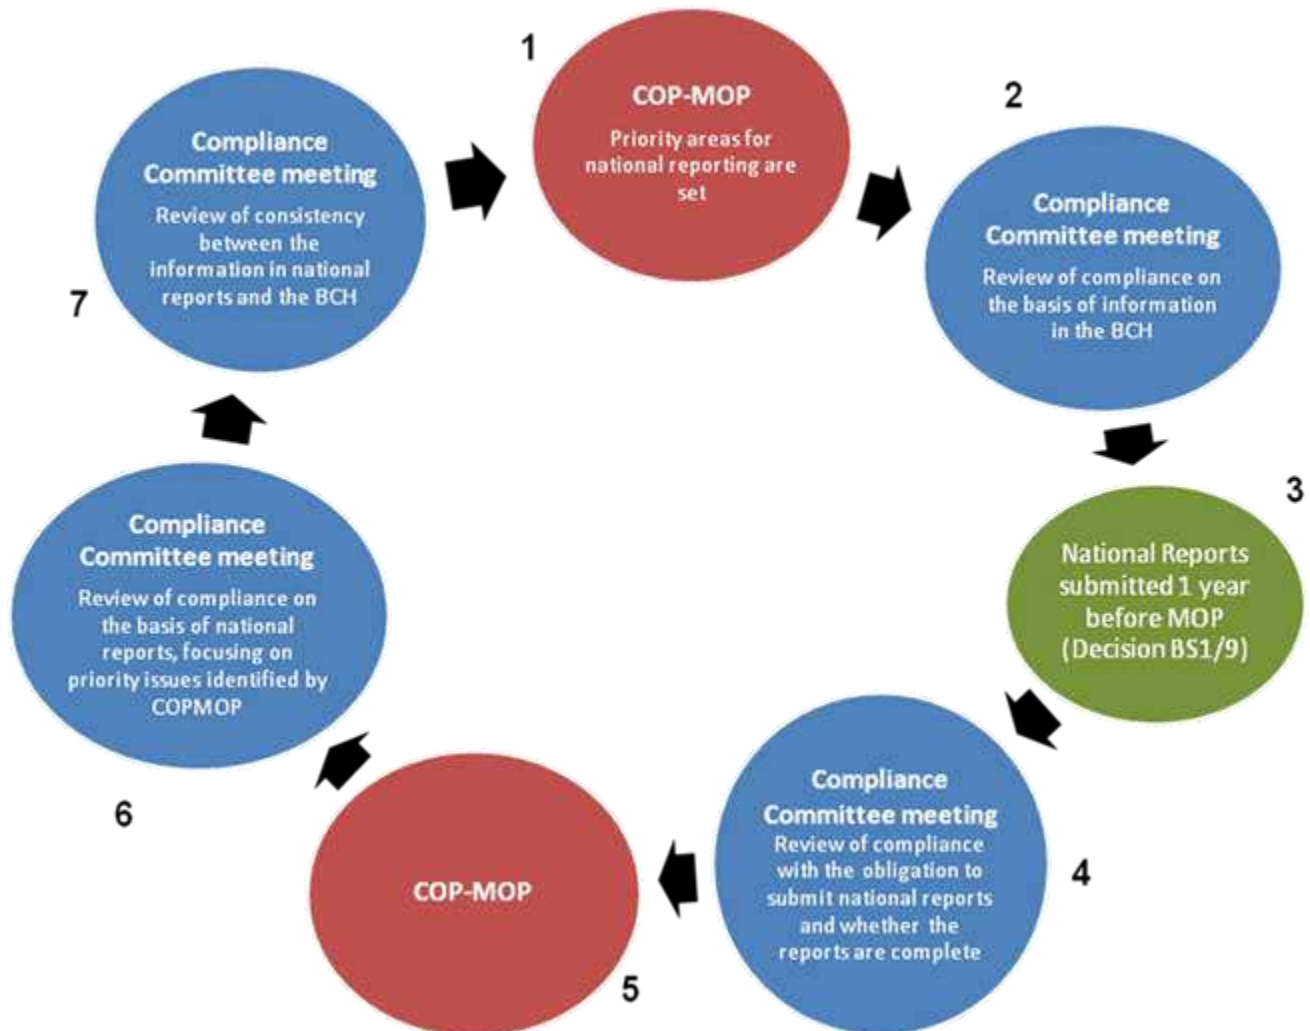 1
COP-MOP
Priority areas for
national reporting are
set
2
Compliance
Committee meeting
Review of compliance on
the basis of information
in the BCH
3
National Reports
submitted 1 year
before MOP
(Decision BS1/9)
4
Compliance
Committee meeting
Review of compliance
with the obligation to
submit national reports
and whether the
reports are complete
5
COP-MOP
6
Compliance
Committee meeting
Review of compliance on
the basis of national
reports, focusing on
priority issues identified by
COPMOP
7
Compliance
Committee meeting
Review of consistency
between the
information in national
reports and the BCH